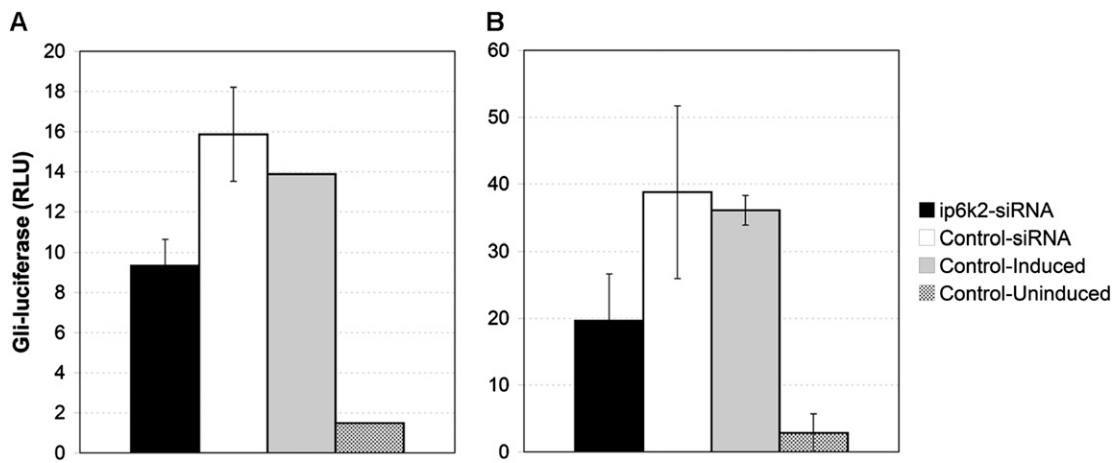 A
B
Gli-luciferase (RLU)
20
18
16
14
12
10
8
6
4
2
0
60
50
40
30
20
10
0
ip6k2-siRNA
Control-siRNA
Control-Induced
Control-Uninduced